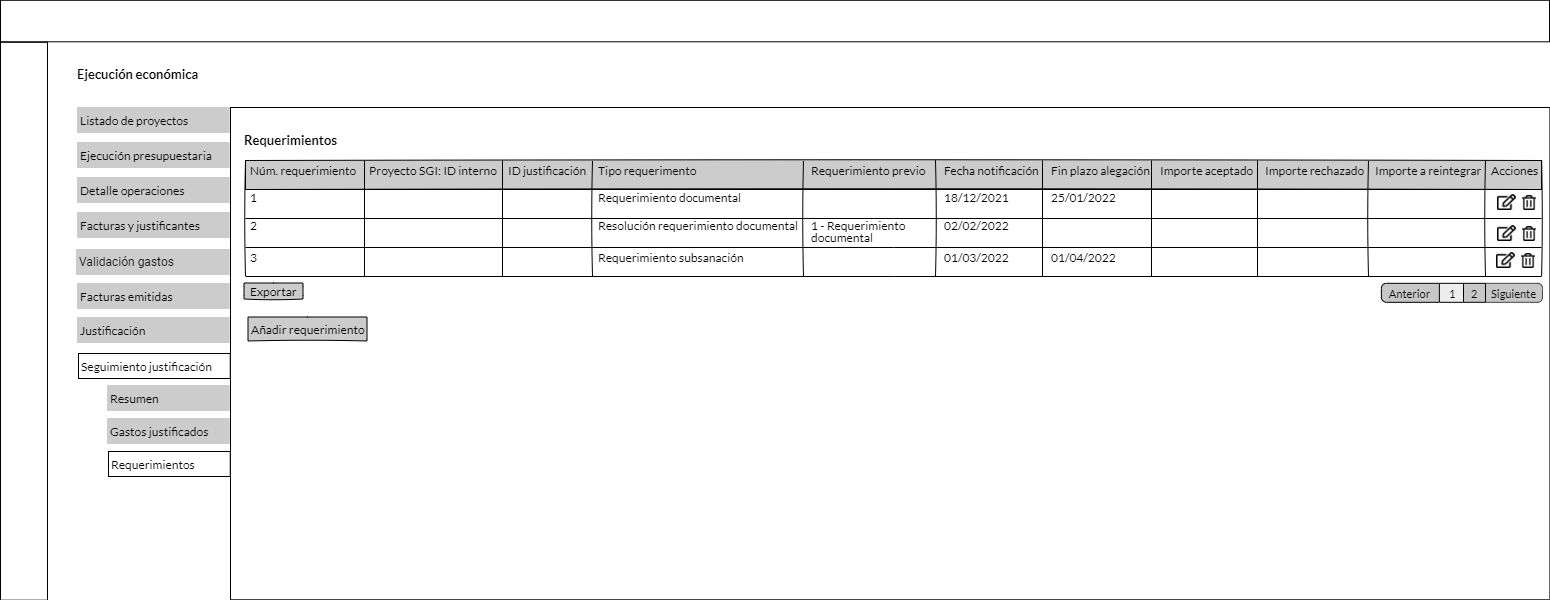 Ejecución económica
Listado de proyectos
Ejecución presupuestaria
Detalle operaciones
Facturas y justificantes
Validación gastos
Facturas emitidas
Justificación
Seguimiento justificación
Resumen
Gastos justificados
Requerimientos
Requerimientos
Núm. requerimiento Proyecto SGI: ID interno ID justificación Tipo requerimento Requerimiento previo Fecha notificación Fin plazo alegación Importe aceptado Importe rechazado Importe a reintegrar Acciones
1 Requerimiento documental 18/12/2021 25/01/2022
2 Resolución requerimiento documental 1 - Requerimiento 02/02/2022
documental
3 Requerimiento subsanación 01/03/2022 01/04/2022
Exportar Anterior 1 2 Siguiente
Añadir requerimiento